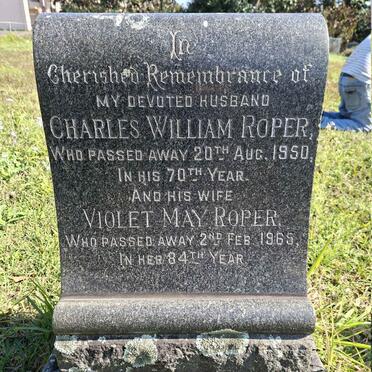 In
Cherished Remembrance of
MY DEVOTED HUSBAND
CHARLES WILLIAM ROPER,
WHO PASSED AWAY 20TH AUG. 1950,
IN HIS 70TH YEAR.
AND HIS WIFE
VIOLET MAY ROPER
WHO PASSED AWAY 2ND FEB. 1965,
IN HER 84TH YEAR